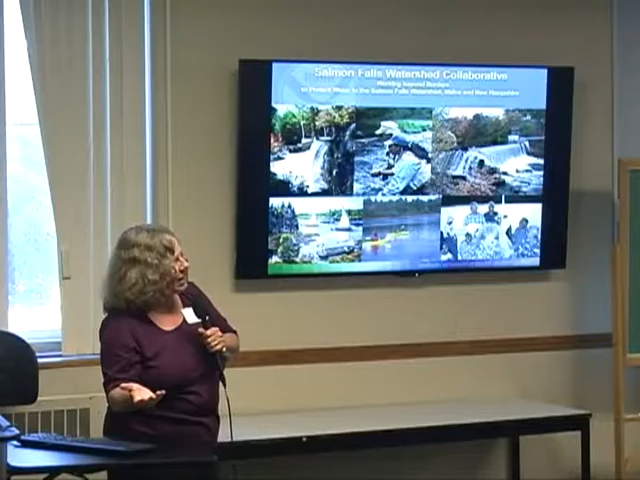 Salmon Falls Watershed Collaborative
Working Beyond Borders
to Protect Water in the Salmon Falls Watershed, Maine and New Hampshire